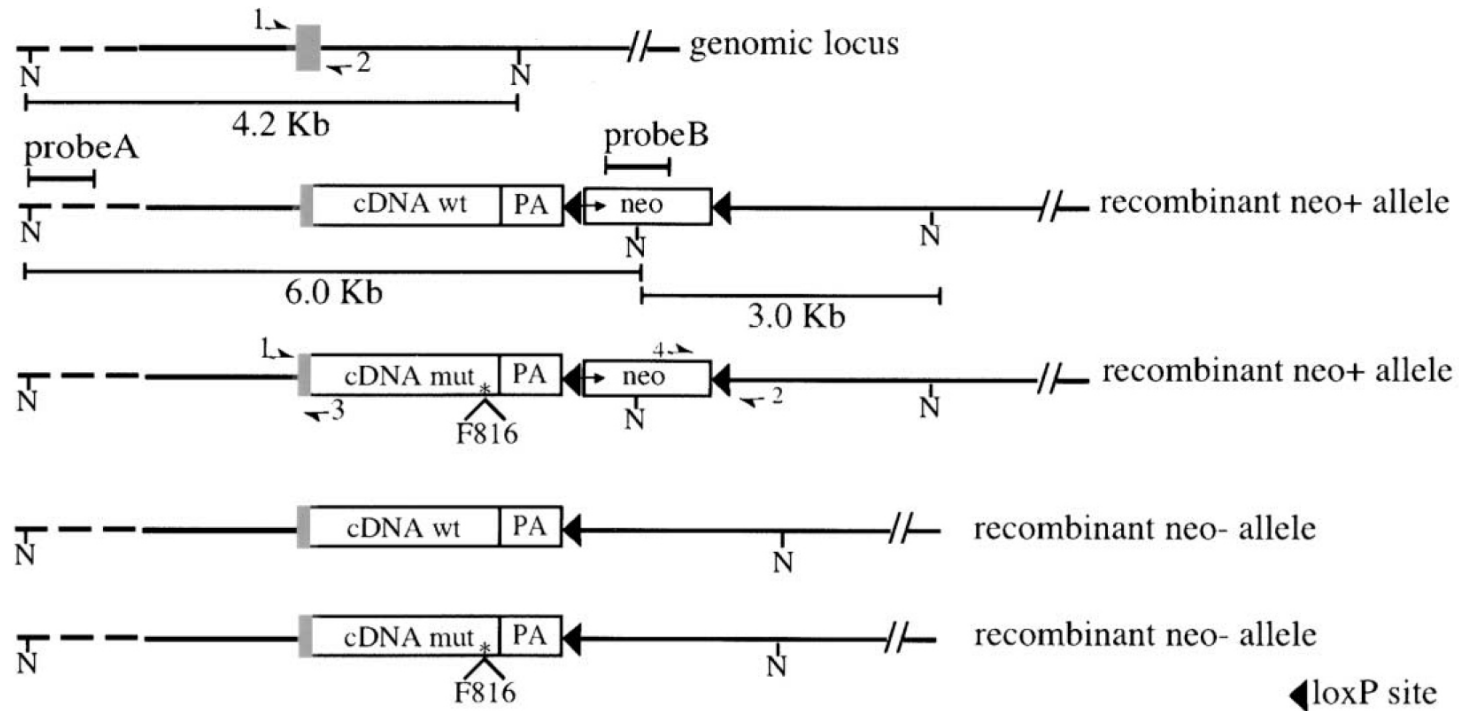 1
2
genomic locus
N
N
4.2 Kb
probeA
probeB
cDNA wt
PA
neo
recombinant neo+ allele
N
N
N
6.0 Kb
3.0 Kb
1
4
cDNA mut
*
PA
neo
recombinant neo+ allele
3
2
N
N
N
F816
cDNA wt
PA
recombinant neo- allele
N
N
cDNA mut
*
PA
recombinant neo- allele
N
N
F816
loxP site